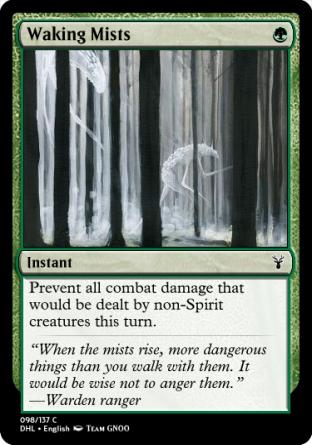 Waking Mists
Instant
Prevent all combat damage that
would be dealt by non-Spirit
creatures this turn.
“When the mists rise, more dangerous
things than you walk with them. It
would be wise not to anger them.”
—Warden ranger
098/137 C
DHL • English Team GNOO